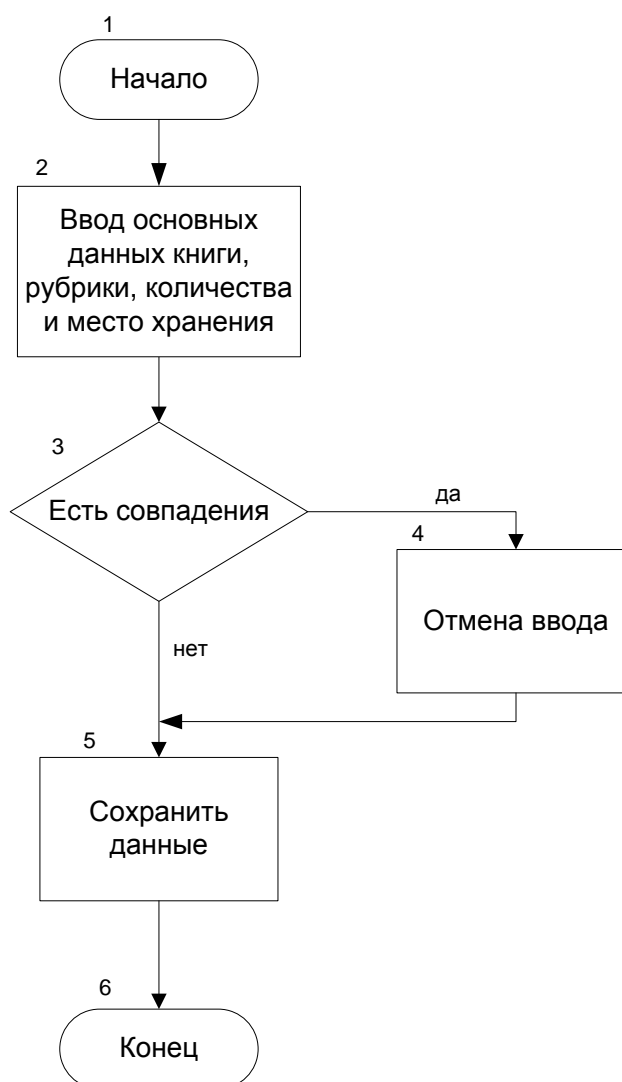 1
Начало
2
Ввод основных
данных книги,
рубрики, количества
и место хранения
3
Есть совпадения
да
4
Отмена ввода
нет
5
Сохранить
данные
6
Конец